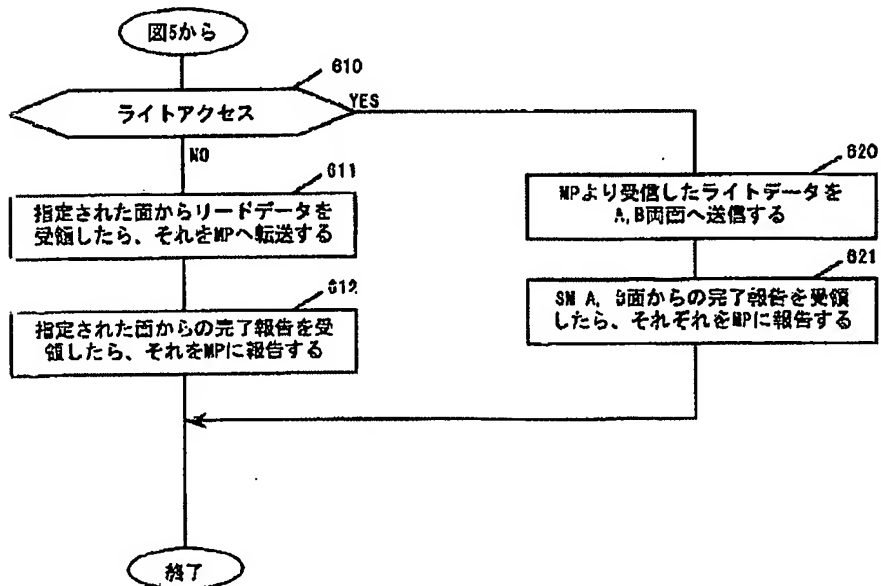 図5から
610
ライトアクセス
YES
NO
611
指定された面からリードデータを
受領したら、それをMPへ転送する
612
指定された面からの完了報告を受
領したら、それをMPに報告する
620
MPより受信したライトデータを
A,B両面へ送信する
621
SM A, B面からの完了報告を受領
したら、それぞれをMPに報告する
終了